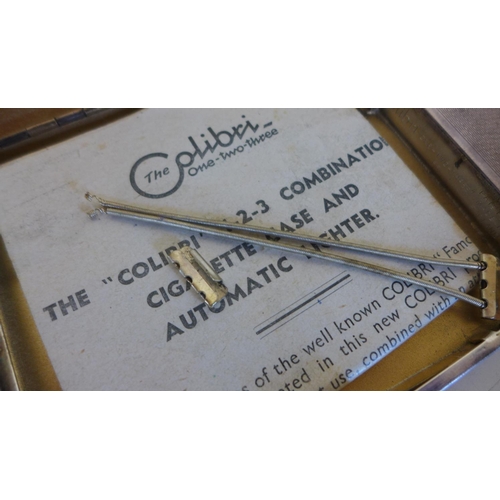 The Colibri
One-two-three
THE "COLIBRI" -2-3 COMBINATION
CIGARETTE CASE AND
AUTOMATIC LIGHTER.
of the well known COLIBRI"
in this new COLIBRI
use, combined with an